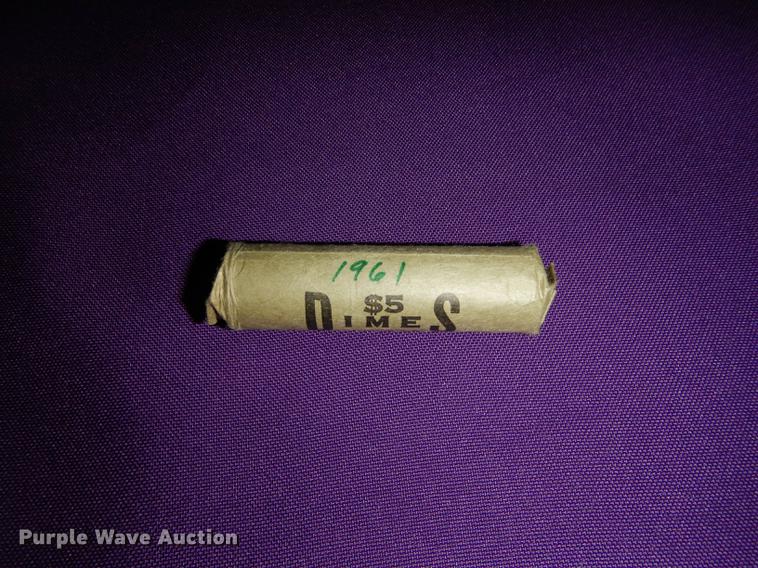 1961
$5
DIMES
Purple Wave Auction